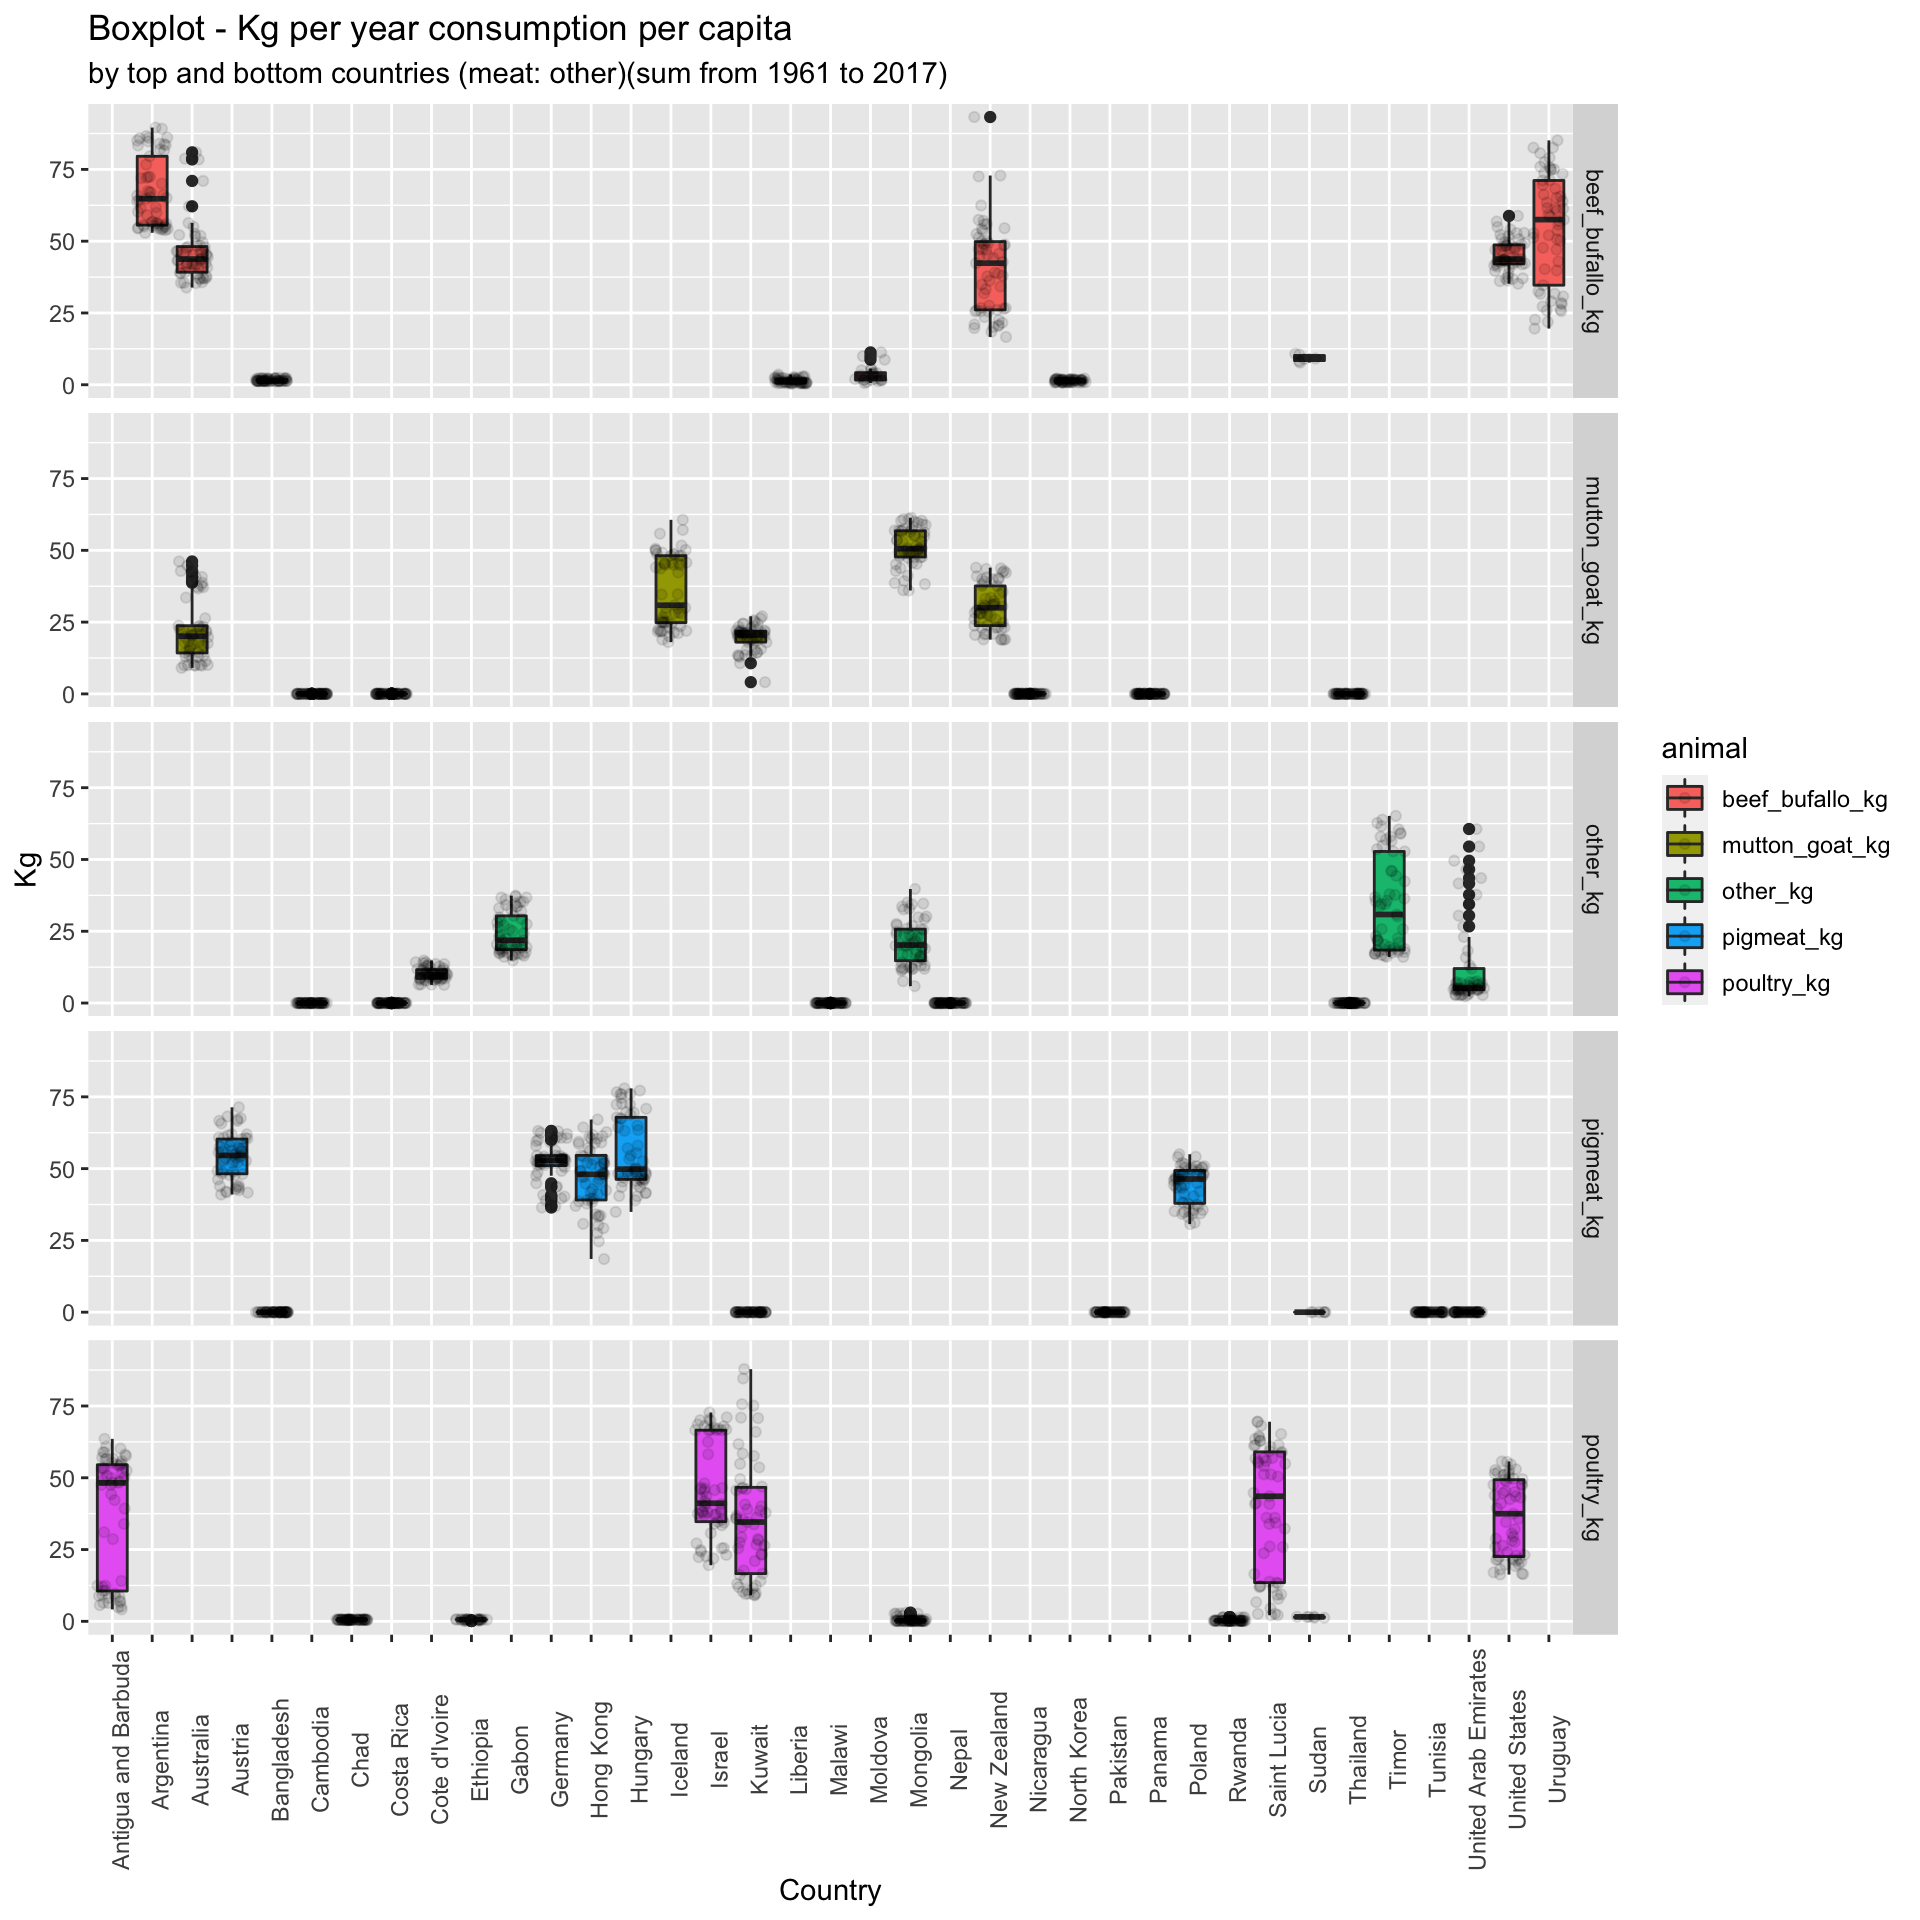 Boxplot - Kg per year consumption per capita
by top and bottom countries (meat: other)(sum from 1961 to 2017)
75
50
25
0
beef_bufallo_kg
75
50
25
0
mutton_goat_kg
75
50
25
0
other_kg
75
50
25
0
pigmeat_kg
75
50
25
0
poultry_kg
Kg
Antigua and Barbuda
Argentina
Australia
Austria
Bangladesh
Cambodia
Chad
Costa Rica
Cote d'Ivoire
Ethiopia
Gabon
Germany
Hong Kong
Hungary
Iceland
Israel
Kuwait
Liberia
Malawi
Moldova
Mongolia
Nepal
New Zealand
Nicaragua
North Korea
Pakistan
Panama
Poland
Rwanda
Saint Lucia
Sudan
Thailand
Timor
Tunisia
United Arab Emirates
United States
Uruguay
Country
animal
beef_bufallo_kg
mutton_goat_kg
other_kg
pigmeat_kg
poultry_kg